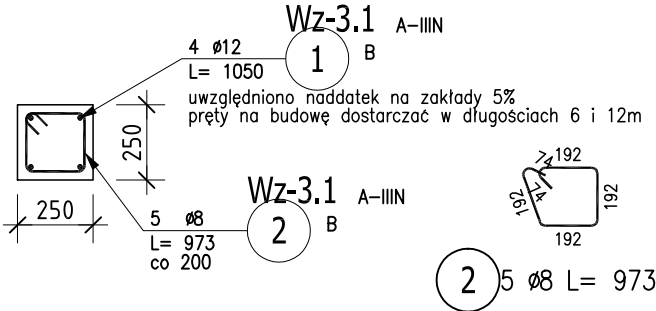 Wz-3.1 A-IIIN
4 ø12
1
B
L= 1050
uwzględniono naddatek na zakłady 5%
pręty na budowę dostarczać w długościach 6 i 12m
250
250
Wz-3.1 A-IIIN
5 ø8
2
B
L= 973
co 200
74
192
74
192
192
192
2 5 ø8 L= 973